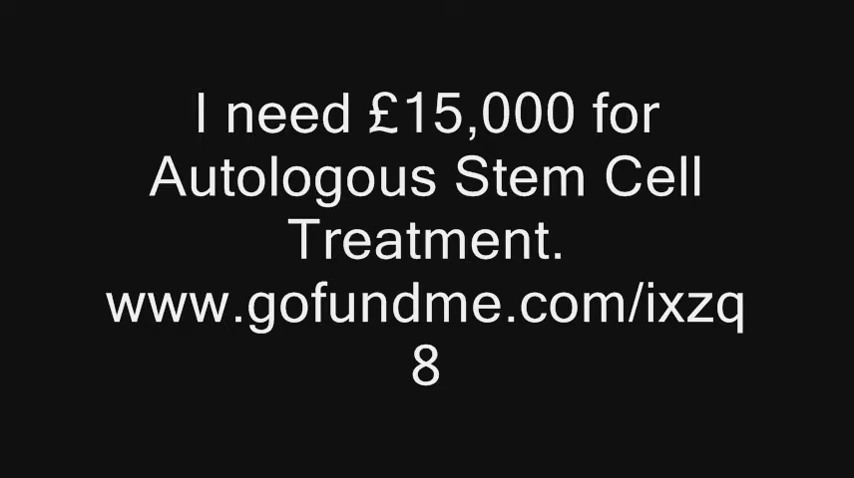 I need £15,000 for
Autologous Stem Cell
Treatment.
www.gofundme.com/ixzq
8